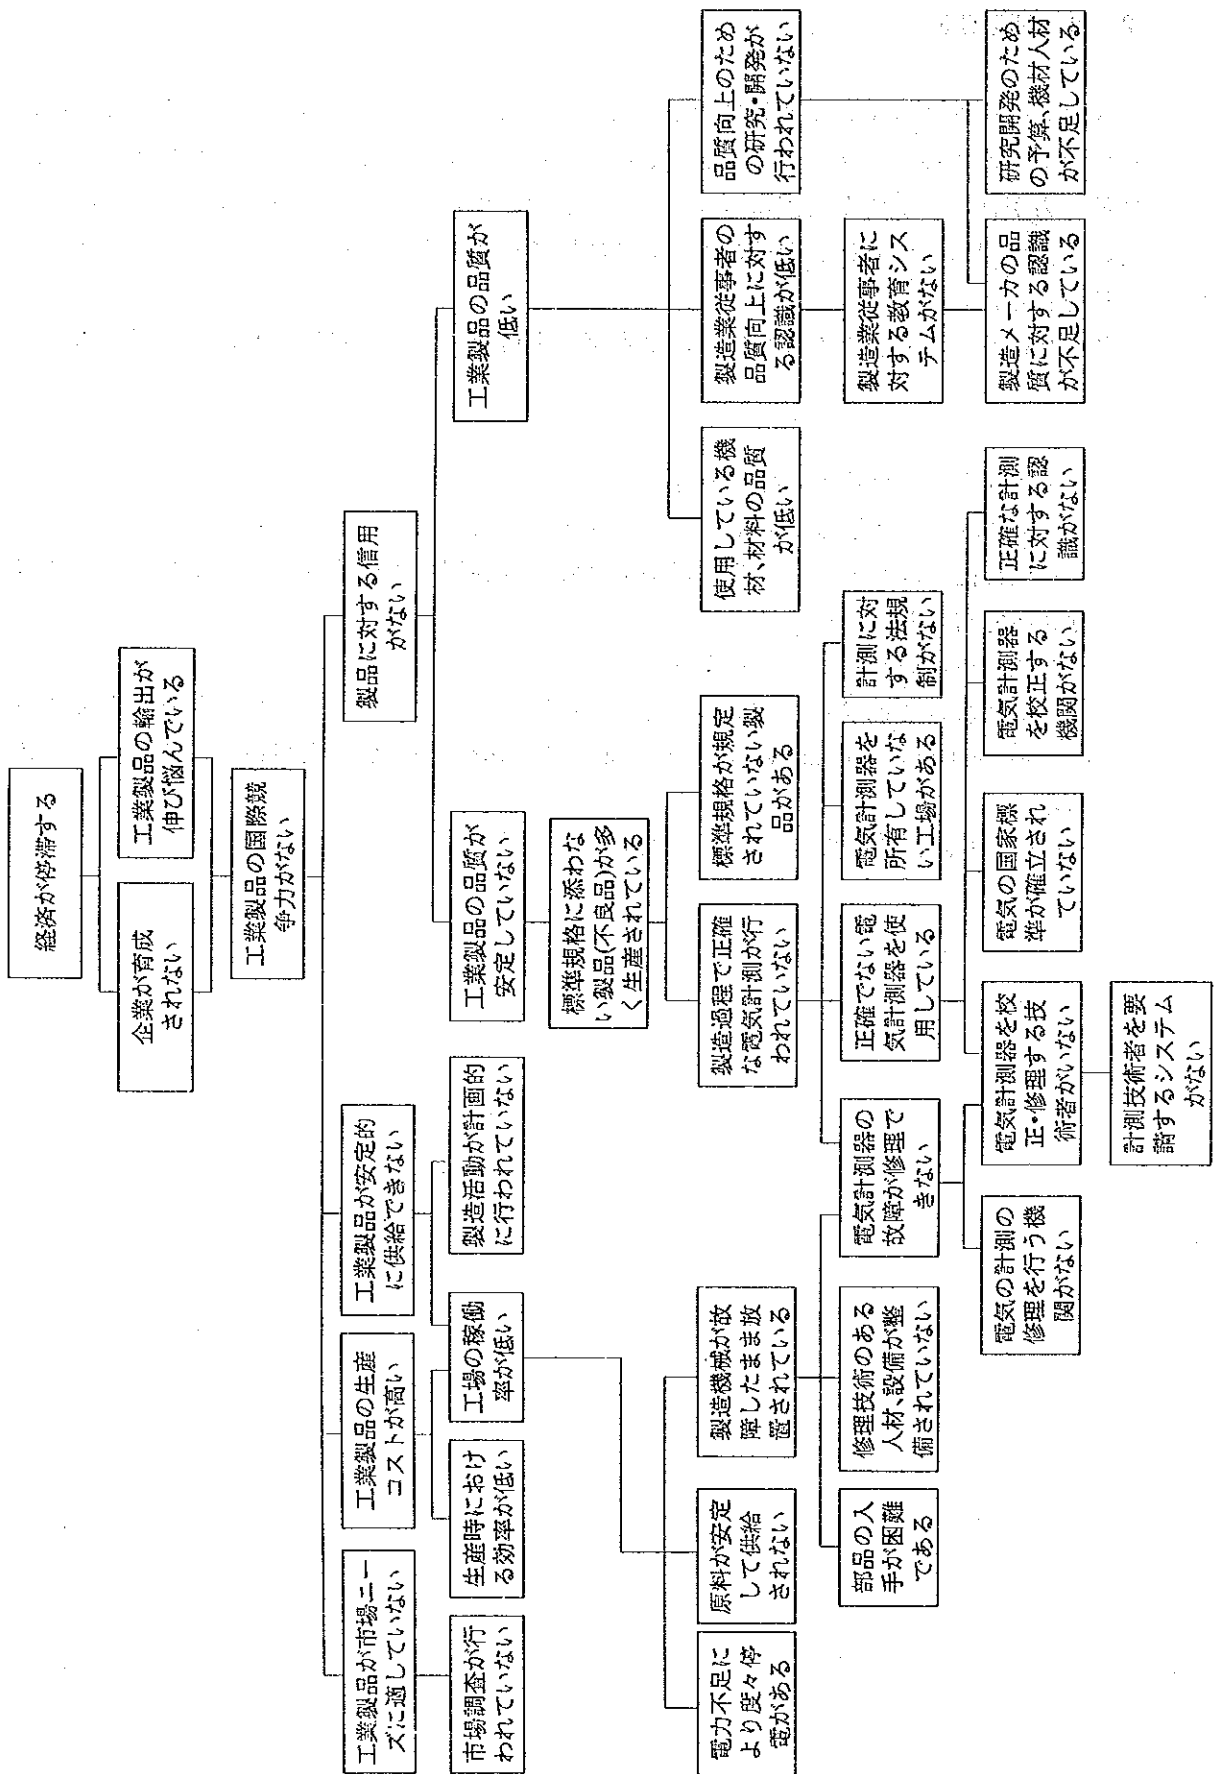 経済が停滞する
企業が育成
されない
工業製品の輸出が
伸び悩んでいる
工業製品の国際競
争力がない
工業製品が市場ニー
ズに適していない
工業製品の生産
コストが高い
工業製品が安定的
に供給できない
製品に対する信用
がない
市場調査が行
われていない
生産時におけ
る効率が低い
工場の稼働
率が低い
製造活動が計画的
に行われていない
工業製品の品質が
安定していない
工業製品の品質が
低い
標準規格に添わな
い製品(不良品)が多
く生産されている
電力不足に
より度々停
電がある
原料が安定
して供給
されない
製造機械が故
障したまま放
置されている
製造過程で正確
な電気計測が行
われていない
標準規格が規定
されていない製
品がある
使用している機
材、材料の品質
が低い
製造業従事者の
品質向上に対す
る認識が低い
品質向上のため
の研究・開発が
行われていない
部品の入
手が困難
である
修理技術のある
人材、設備が整
備されていない
電気計測器の
故障が修理で
きない
正確でない電
気計測器を使
用している
電気計測器を
所有していな
い工場がある
計測に対
する法規
制がない
製造業従事者に
対する教育シス
テムがない
電気の計測の
修理を行う機
関がない
電気計測器を校
正・修理する技
術者がいない
電気の国家標
準が確立され
ていない
電気計測器
を校正する
機関がない
正確な計測
に対する認
識がない
製造メーカの品
質に対する認識
が不足している
研究開発のため
の予算、機材人材
が不足している
計測技術者を要
請するシステム
がない